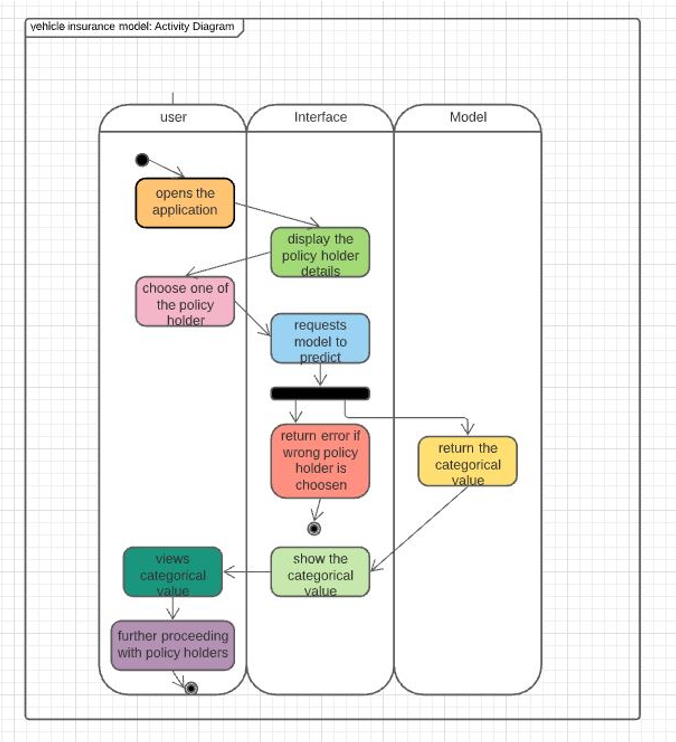 vehicle insurance model: Activity Diagram
user
Interface
Model
opens the
application
display the
policy holder
details
choose one of
the policy
holder
requests
model to
predict
return error if
wrong policy
holder is
choosen
return the
categorical
value
show the
categorical
value
views
categorical
value
further proceeding
with policy holders